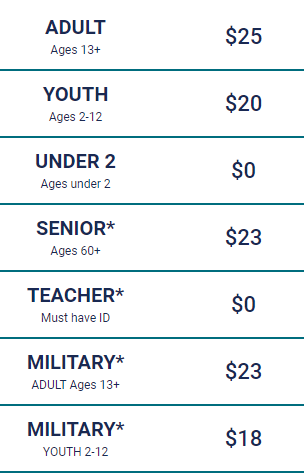 ADULT
Ages 13+
$25
YOUTH
Ages 2-12
$20
UNDER 2
Ages under 2
$0
SENIOR*
Ages 60+
$23
TEACHER*
Must have ID
$0
MILITARY*
ADULT Ages 13+
$23
MILITARY*
YOUTH 2-12
$18